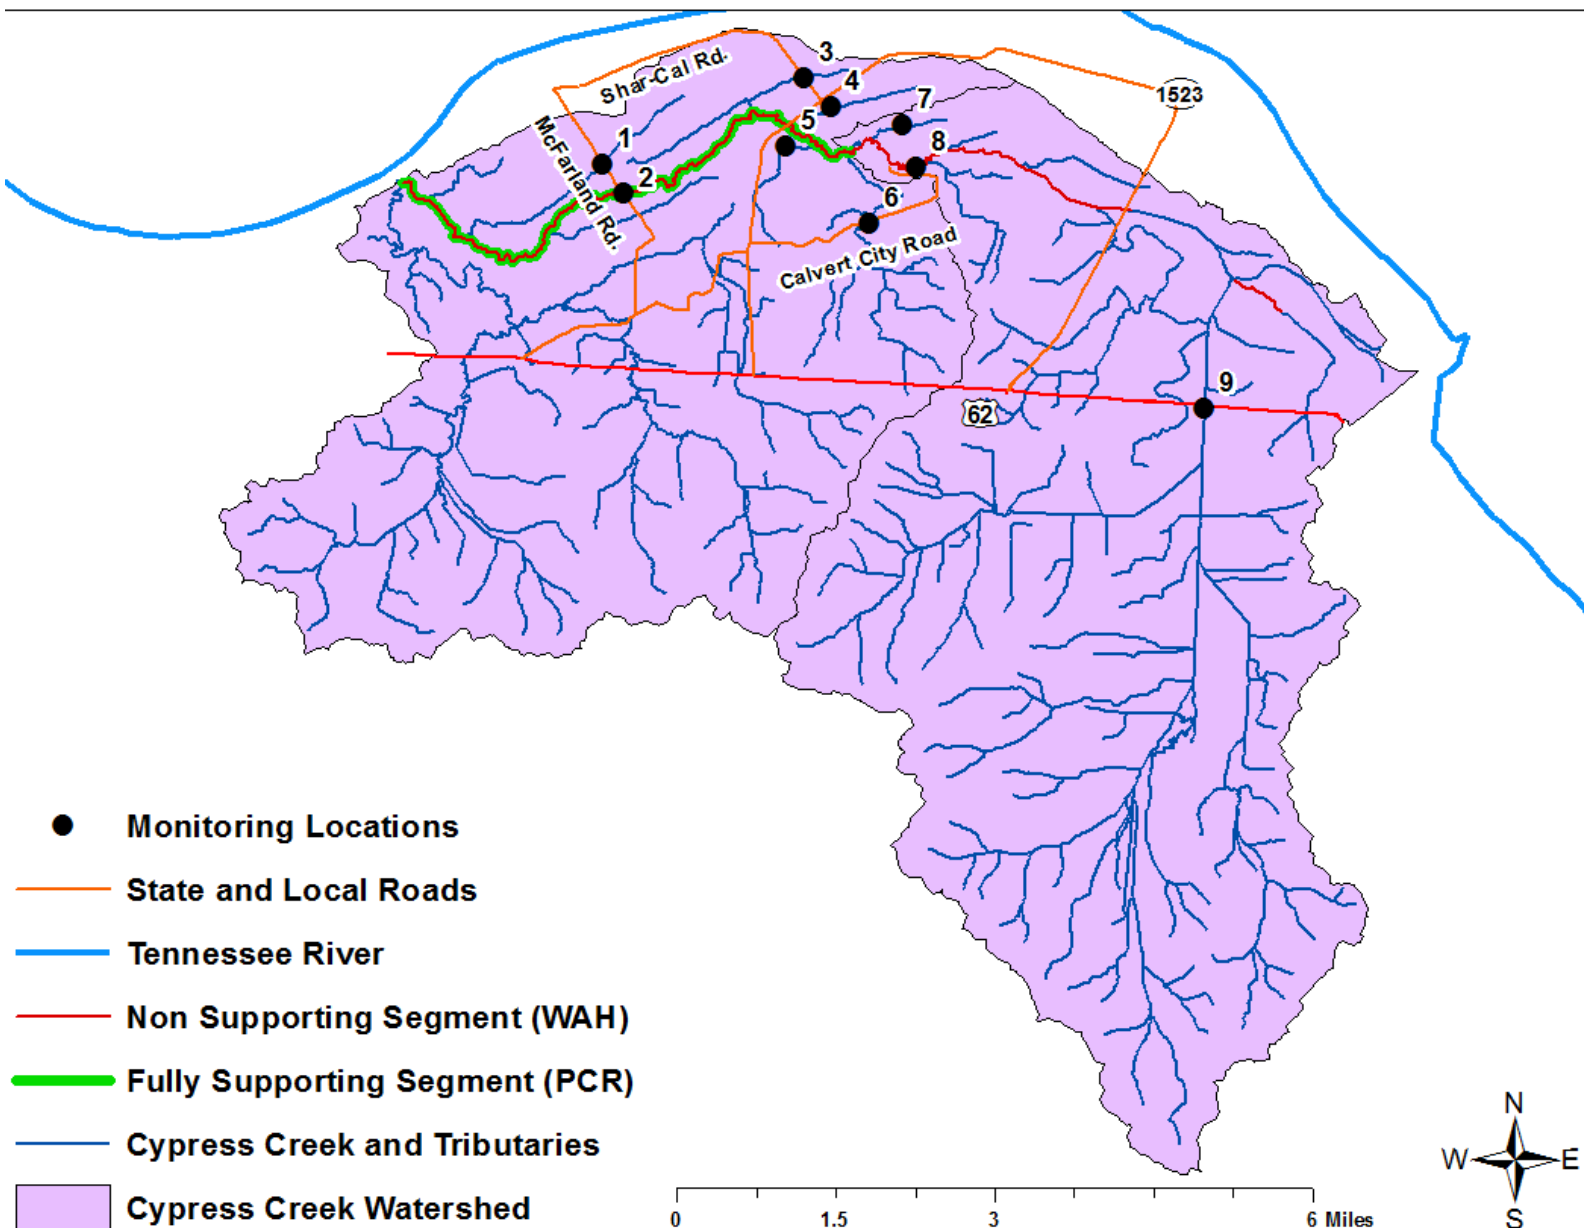 3
Shar-Cal Rd.
4
1523
7
5
1
McFarland Rd.
8
2
6
Calvert City Road
9
62
Monitoring Locations
State and Local Roads
Tennessee River
Non Supporting Segment (WAH)
Fully Supporting Segment (PCR)
Cypress Creek and Tributaries
Cypress Creek Watershed
N
W E
S
0 1.5 3 6 Miles